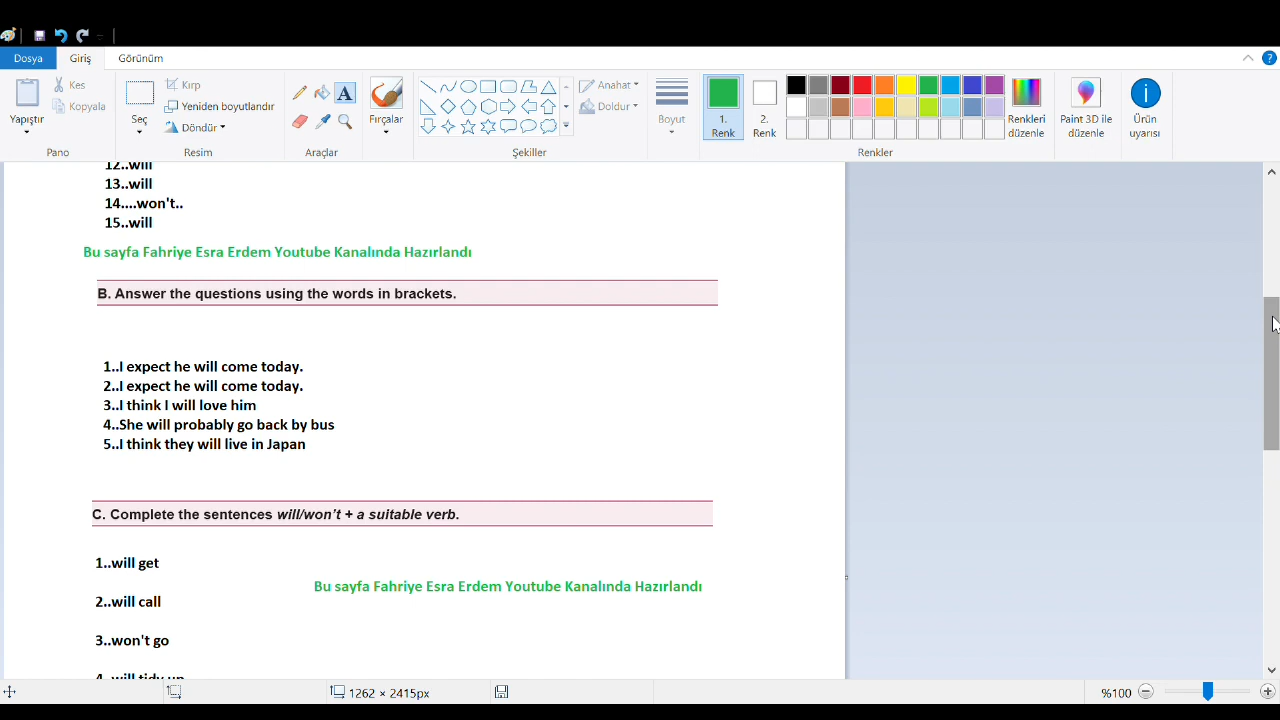 Dosya Giriş Görünüm
Yapıştır
Kes
Kopyala
Pano
Seç
Kırp
Yeniden boyutlandır
Döndür
Resim
A
Araçlar
Fırçalar
Şekiller
Anahat
Doldur
Boyut
1.
Renk
2.
Renk
Renkler
Renkleri
düzenle
Paint 3D ile
düzenle
Ürün
uyarısı
12..will
13..will
14....won't..
15..will
Bu sayfa Fahriye Esra Erdem Youtube Kanalında Hazırlandı
B. Answer the questions using the words in brackets.
1..I expect he will come today.
2..I expect he will come today.
3..I think I will love him
4..She will probably go back by bus
5..I think they will live in Japan
C. Complete the sentences will/won't + a suitable verb.
1..will get
Bu sayfa Fahriye Esra Erdem Youtube Kanalında Hazırlandı
2..will call
3..won't go
4..will tidy up
1262 × 2415px
%100